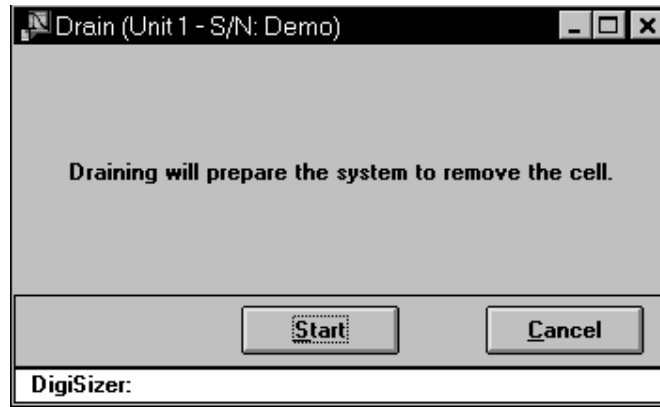 Drain (Unit 1 - S/N: Demo)
Draining will prepare the system to remove the cell.
Start Cancel
DigiSizer: